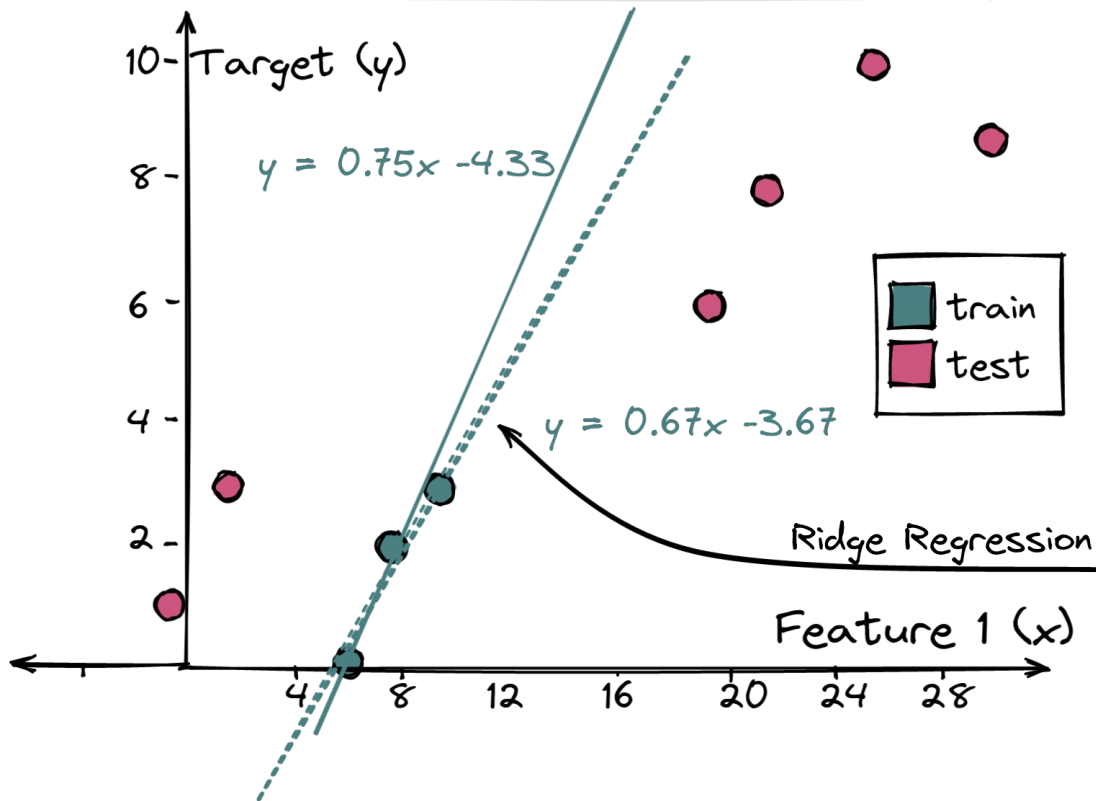 10 Target (y)
y = 0.75x -4.33
8
6
train
test
4
y = 0.67x -3.67
2
Ridge Regression
Feature 1 (x)
4 8 12 16 20 24 28